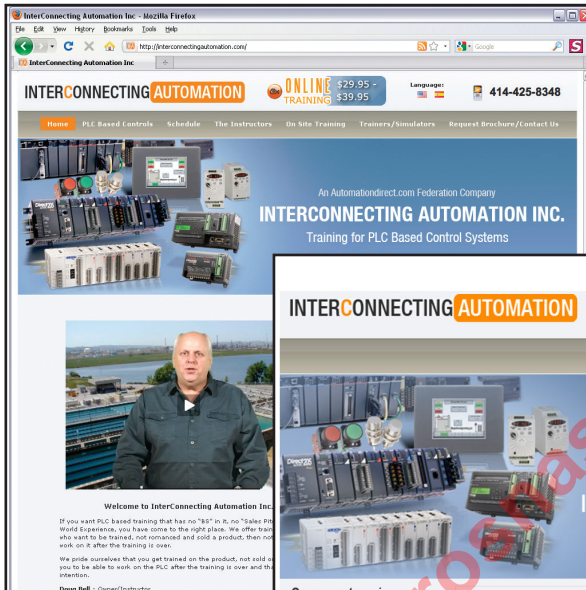 InterConnecting Automation Inc - Mozilla Firefox
File Edit View History Bookmarks Tools Help
http://interconnectingautomation.com/
Google
S
InterConnecting Automation Inc
INTERCONNECTING AUTOMATION
ONLINE TRAINING $29.95 - $39.95
Language:
414-425-8348
Home PLC Based Controls Schedule The Instructors On Site Training Trainers/Simulators Request Brochure/Contact Us
An Automationdirect.com Federation Company
INTERCONNECTING AUTOMATION INC.
Training for PLC Based Control Systems
INTERCONNECTING AUTOMATION
Welcome to InterConnecting Automation Inc.
If you want PLC based training that has no "BS" in it, no "Sales Pit
World Experience, you have come to the right place. We offer train
who want to be trained, not romanced and sold a product, then not
work on it after the training is over.
We pride ourselves that you get trained on the product, not sold o
you to be able to work on the PLC after the training is over and tha
intention.
Doug Bell - Owner/Instructor